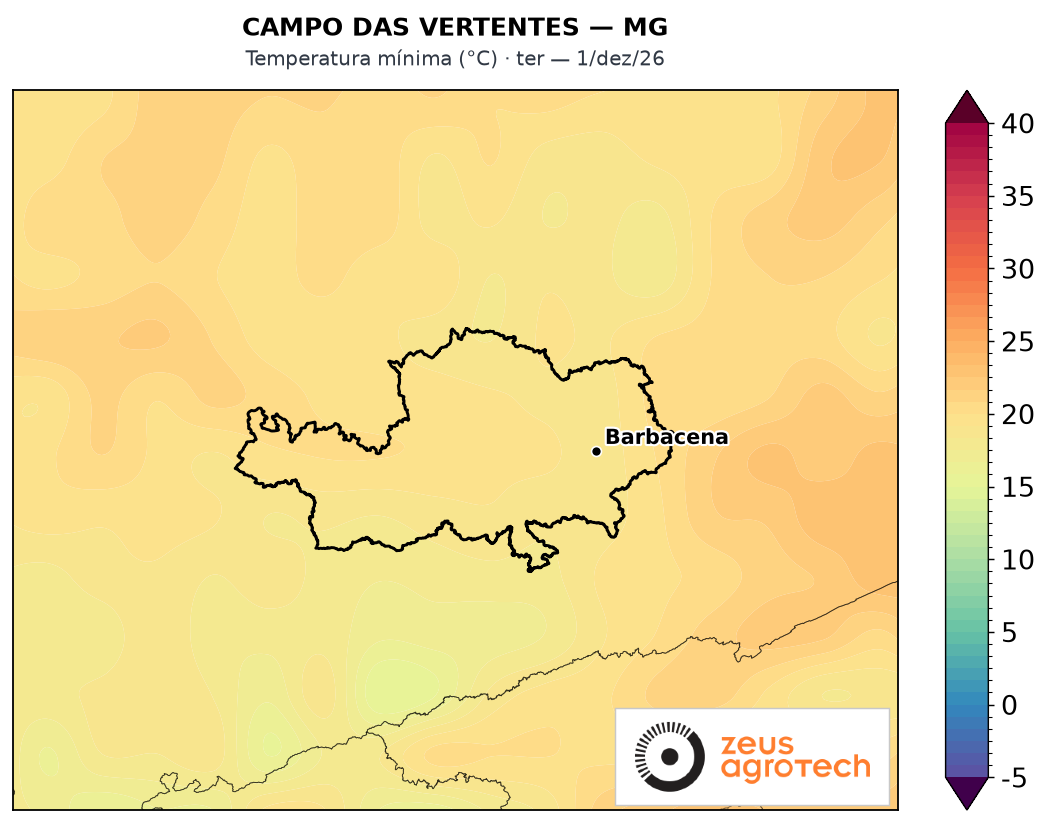 CAMPO DAS VERTENTES — MG
Temperatura mínima (°C) · ter — 1/dez/26
40
35
30
25
20
15
10
5
0
-5
Barbacena
zeus
agrotech